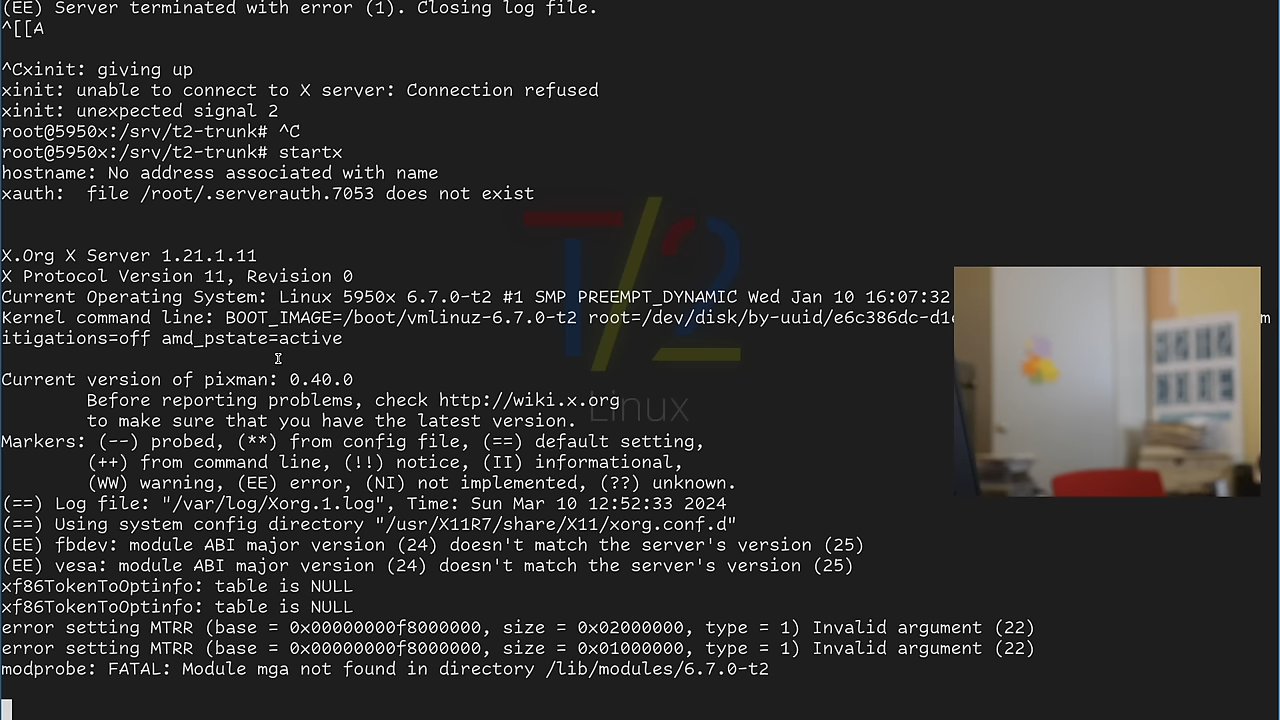 (EE) Server terminated with error (1). Closing log file.
^[[A
^Cxinit: giving up
xinit: unable to connect to X server: Connection refused
xinit: unexpected signal 2
root@5950x:/srv/t2-trunk# ^C
root@5950x:/srv/t2-trunk# startx
hostname: No address associated with name
xauth:  file /root/.serverauth.7053 does not exist
T/2
X.Org X Server 1.21.1.11
X Protocol Version 11, Revision 0
Current Operating System: Linux 5950x 6.7.0-t2 #1 SMP PREEMPT_DYNAMIC Wed Jan 10 16:07:32
Kernel command line: BOOT_IMAGE=/boot/vmlinuz-6.7.0-t2 root=/dev/disk/by-uuid/e6c386dc-d1 m
itigations=off amd_pstate=active
Current version of pixman: 0.40.0
Before reporting problems, check http://wiki.x.org
Linux
to make sure that you have the latest version.
Markers: (--) probed, (**) from config file, (==) default setting,
(++) from command line, (!!) notice, (II) informational,
(WW) warning, (EE) error, (NI) not implemented, (??) unknown.
(==) Log file: "/var/log/Xorg.1.log", Time: Sun Mar 10 12:52:33 2024
(==) Using system config directory "/usr/X11R7/share/X11/xorg.conf.d"
(EE) fbdev: module ABI major version (24) doesn't match the server's version (25)
(EE) vesa: module ABI major version (24) doesn't match the server's version (25)
xf86TokenToOptinfo: table is NULL
xf86TokenToOptinfo: table is NULL
error setting MTRR (base = 0x00000000f8000000, size = 0x02000000, type = 1) Invalid argument (22)
error setting MTRR (base = 0x00000000f8000000, size = 0x01000000, type = 1) Invalid argument (22)
modprobe: FATAL: Module mga not found in directory /lib/modules/6.7.0-t2